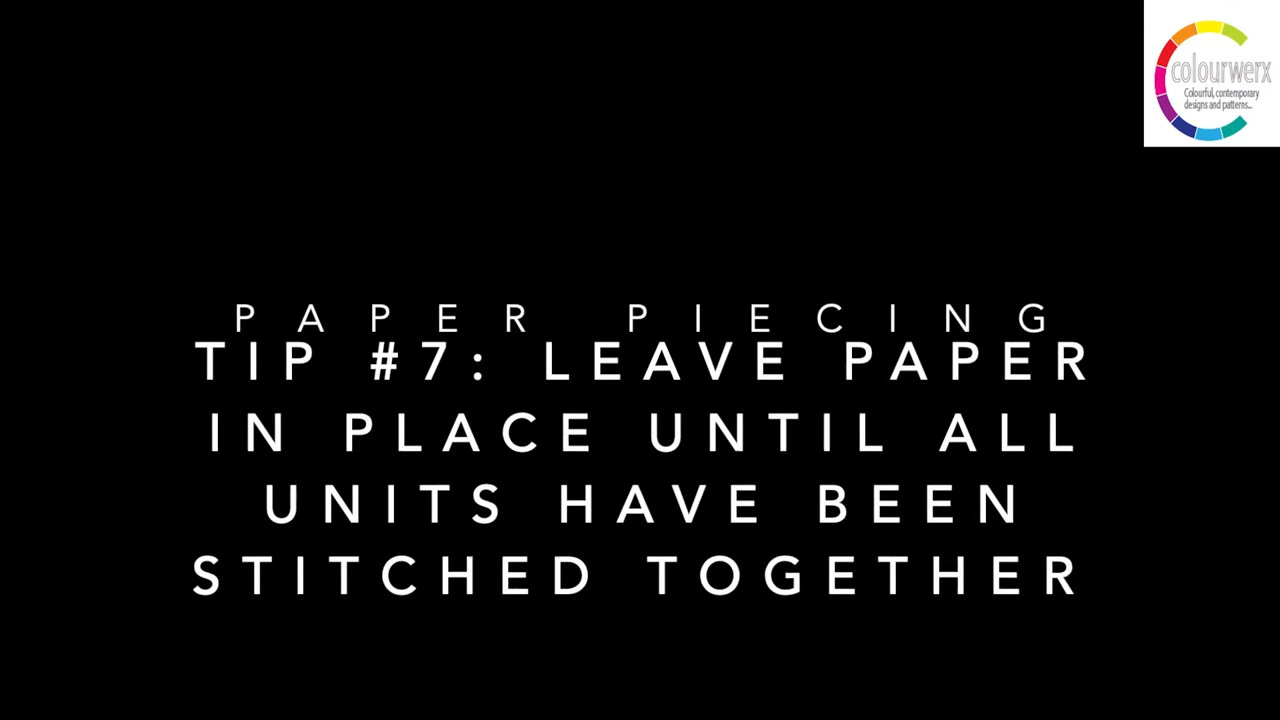 colourwerx
Colourful, contemporary
designs and patterns...
PAPER PIECING
TIP #7: LEAVE PAPER
IN PLACE UNTIL ALL
UNITS HAVE BEEN
STITCHED TOGETHER